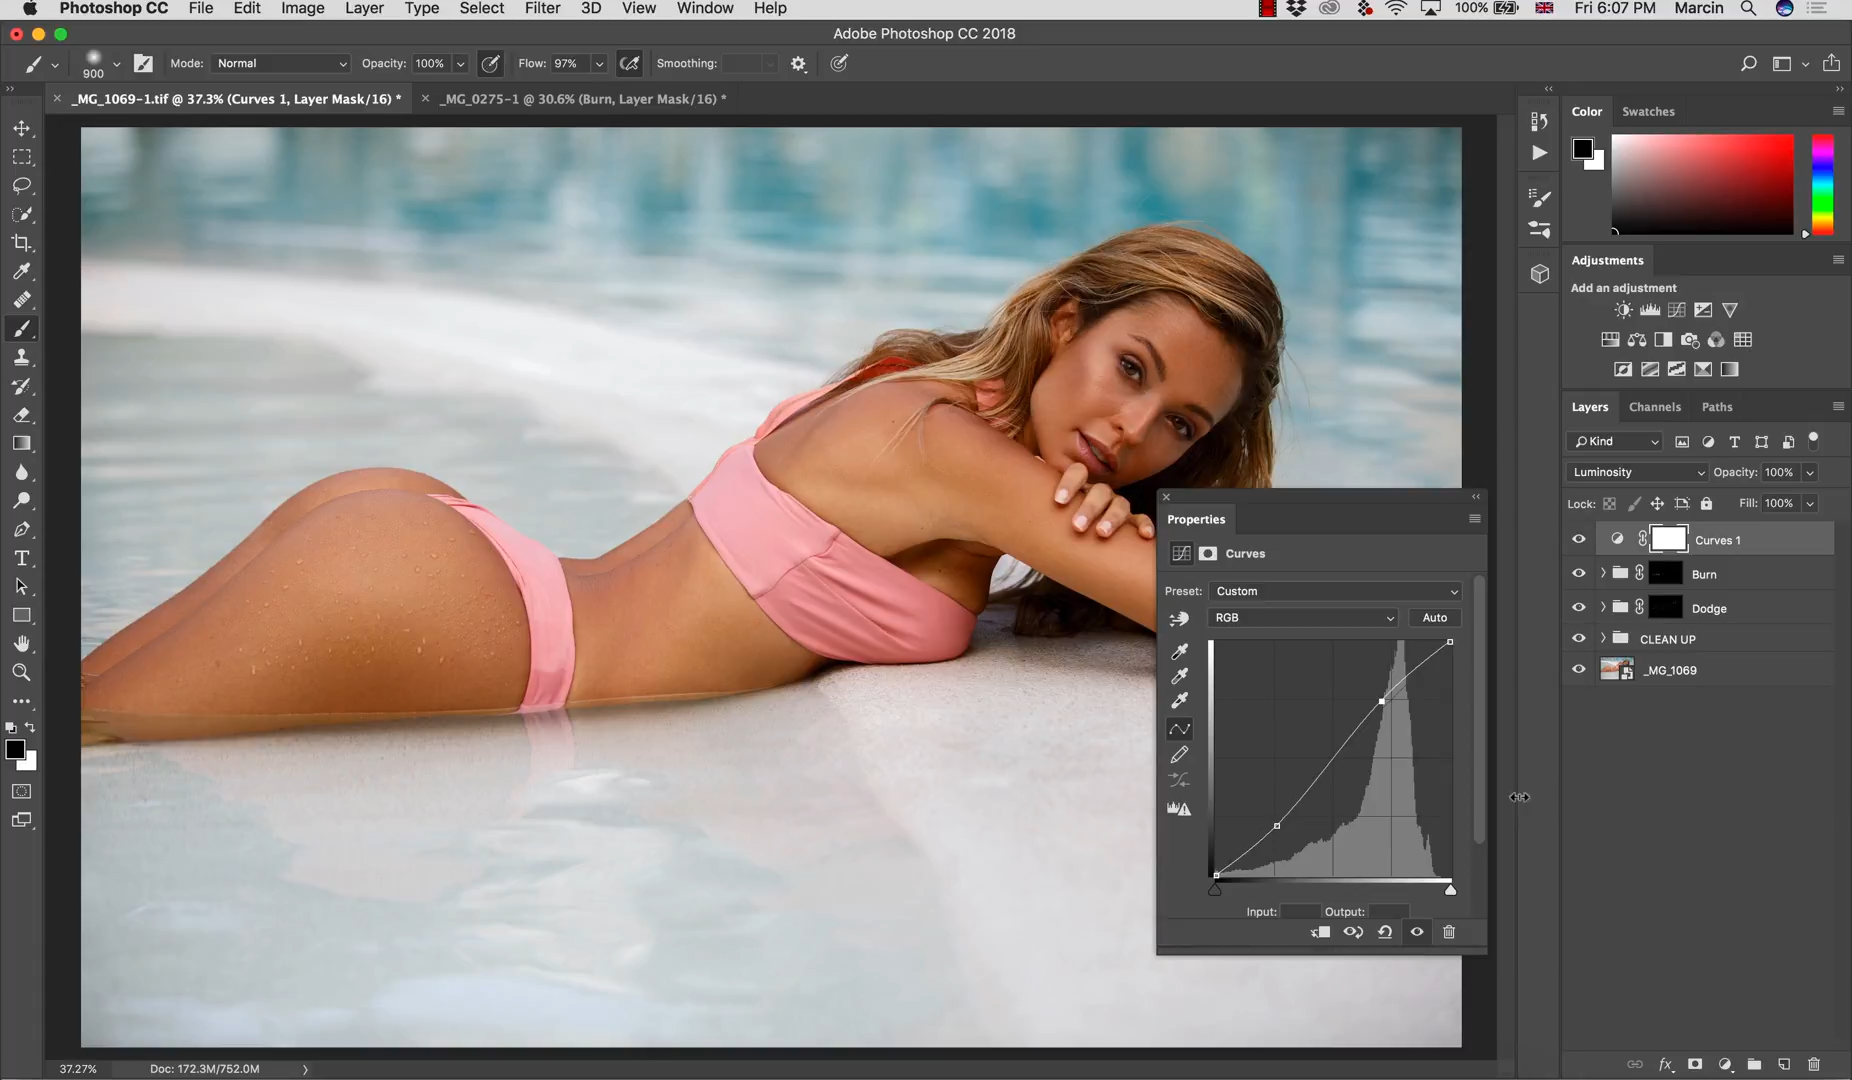 Photoshop CC File Edit Image Layer Type Select Filter 3D View Window Help 100% Fri 6:07 PM Marcin
Adobe Photoshop CC 2018
900 Mode: Normal Opacity: 100% Flow: 97% Smoothing:
_MG_1069-1.tif @ 37.3% (Curves 1, Layer Mask/16) * _MG_0275-1 @ 30.6% (Burn, Layer Mask/16) *
Color Swatches
Adjustments
Add an adjustment
Layers Channels Paths
Kind
Luminosity Opacity: 100%
Lock: Fill: 100%
Curves 1
Burn
Dodge
CLEAN UP
_MG_1069
Properties
Curves
Preset: Custom
RGB Auto
Input: Output:
37.27% Doc: 172.3M/752.0M